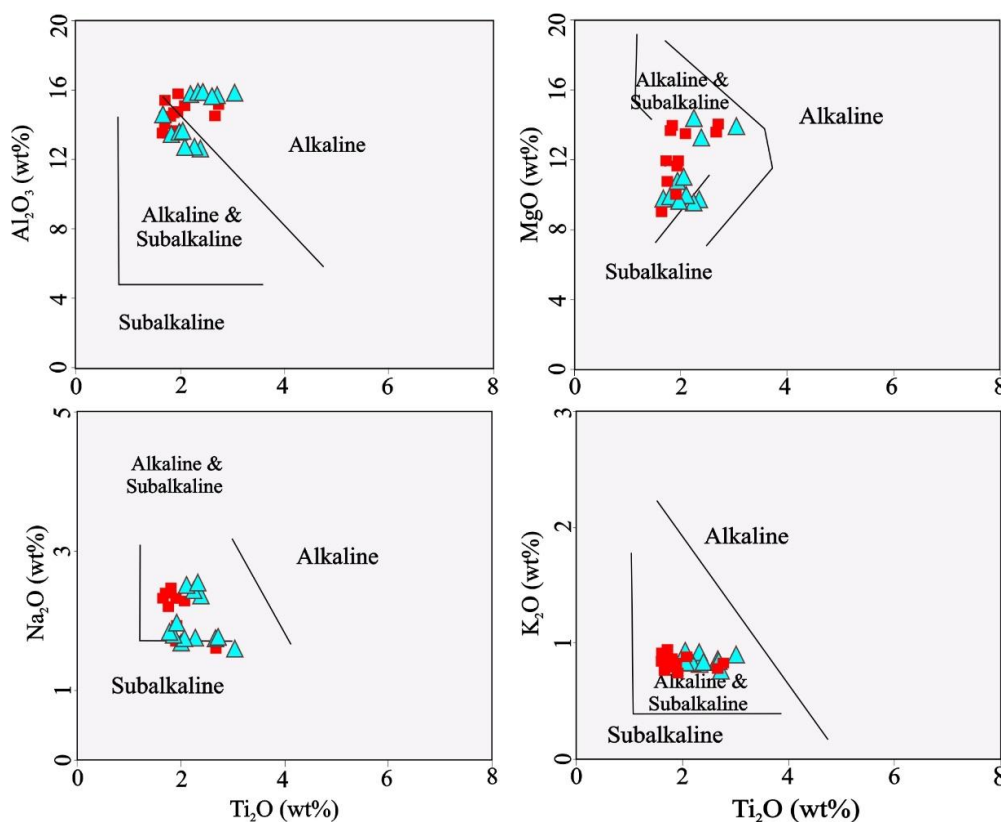 20
16
12
8
4
0
Al₂O₃ (wt%)
Alkaline
Alkaline &
Subalkaline
Subalkaline
0
2
4
6
8
20
16
12
8
4
0
MgO (wt%)
Alkaline &
Subalkaline
Alkaline
Subalkaline
0
2
4
6
8
5
3
1
0
Na₂O (wt%)
Alkaline &
Subalkaline
Alkaline
Subalkaline
0
2
4
6
8
Ti₂O (wt%)
3
2
1
0
K₂O (wt%)
Alkaline
Alkaline &
Subalkaline
Subalkaline
0
2
4
6
8
Ti₂O (wt%)